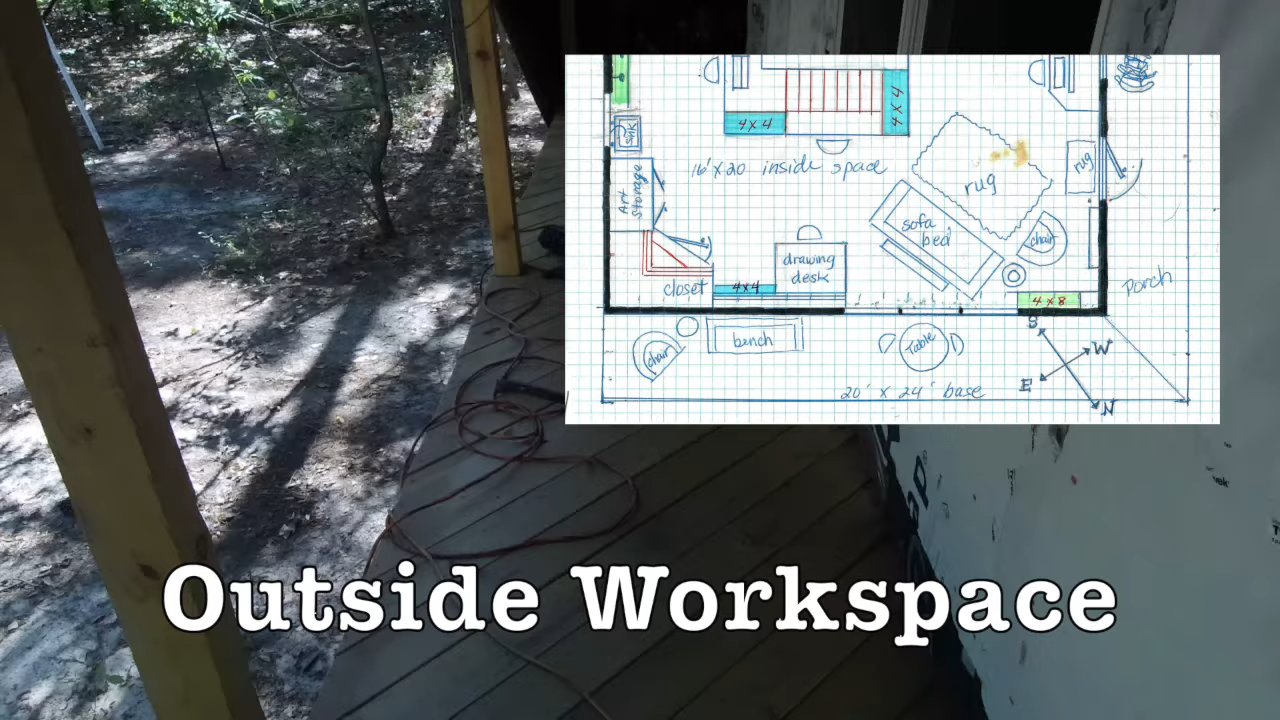 4x4
4x4
sink
16'x20 inside space
rug
rug
Art
Storage
sofa
bed
chair
drawing
desk
closet
4x4
4x8
Porch
chair
bench
Table
S
W
E
N
20' x 24' base
Outside Workspace